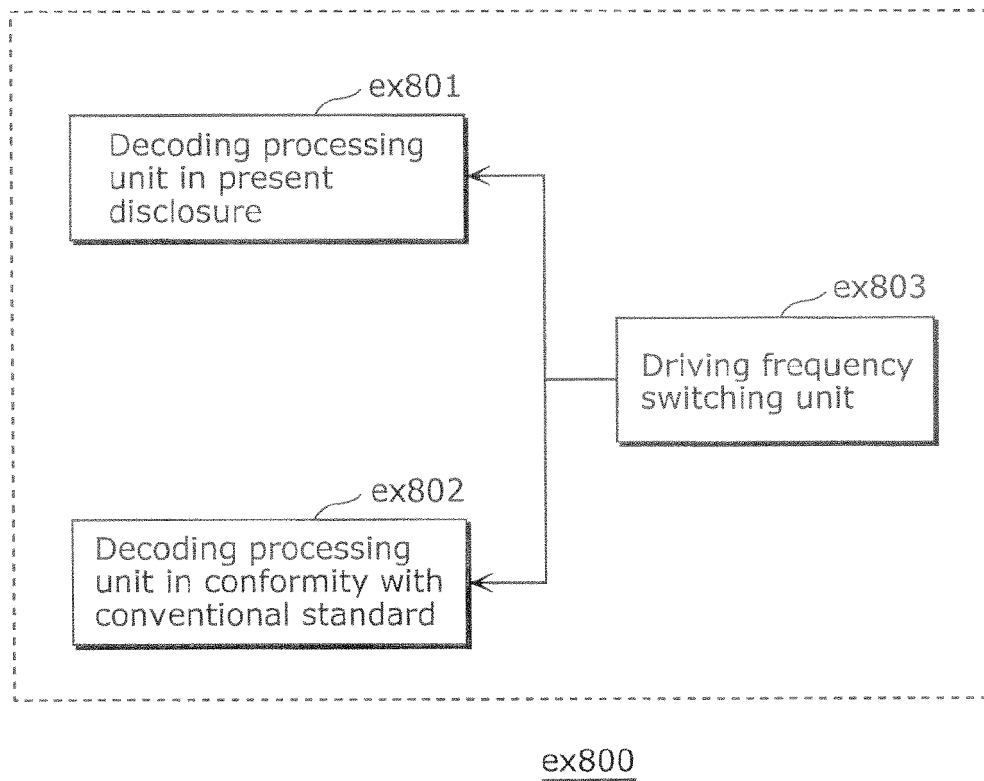 ex801
Decoding processing
unit in present
disclosure
ex803
Driving frequency
switching unit
ex802
Decoding processing
unit in conformity with
conventional standard
ex800